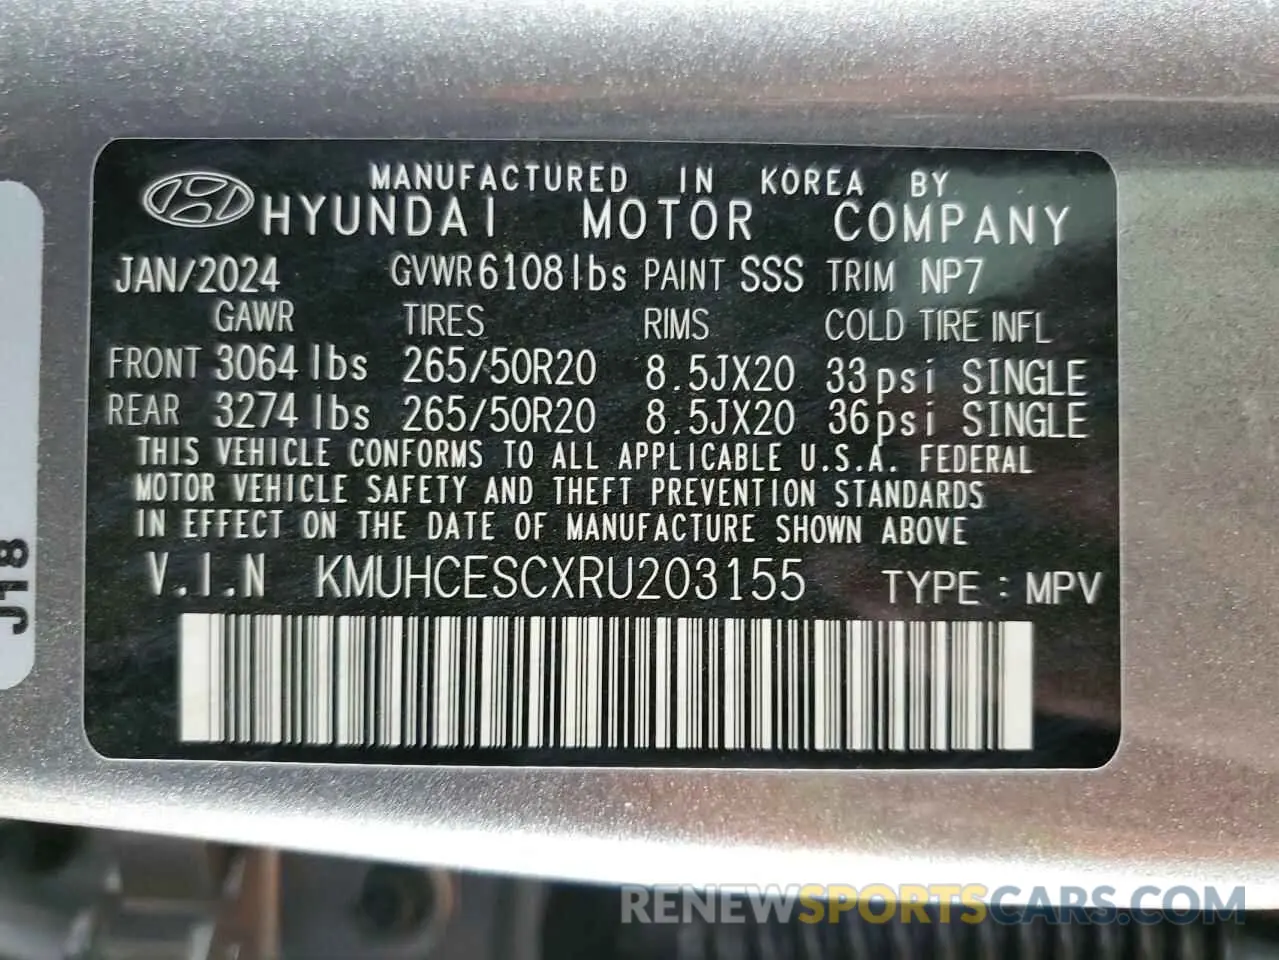 MANUFACTURED IN KOREA BY
HYUNDAI MOTOR COMPANY
JAN/2024 GVWR 6108lbs PAINT SSS TRIM NP7
GAWR TIRES RIMS COLD TIRE INFL
FRONT 3064 lbs 265/50R20 8.5JX20 33psi SINGLE
REAR 3274 lbs 265/50R20 8.5JX20 36psi SINGLE
THIS VEHICLE CONFORMS TO ALL APPLICABLE U.S.A. FEDERAL
MOTOR VEHICLE SAFETY AND THEFT PREVENTION STANDARDS
IN EFFECT ON THE DATE OF MANUFACTURE SHOWN ABOVE
V.I.N KMUHCESCXRU203155 TYPE : MPV
J18
RENEWSPORTSCARS.COM